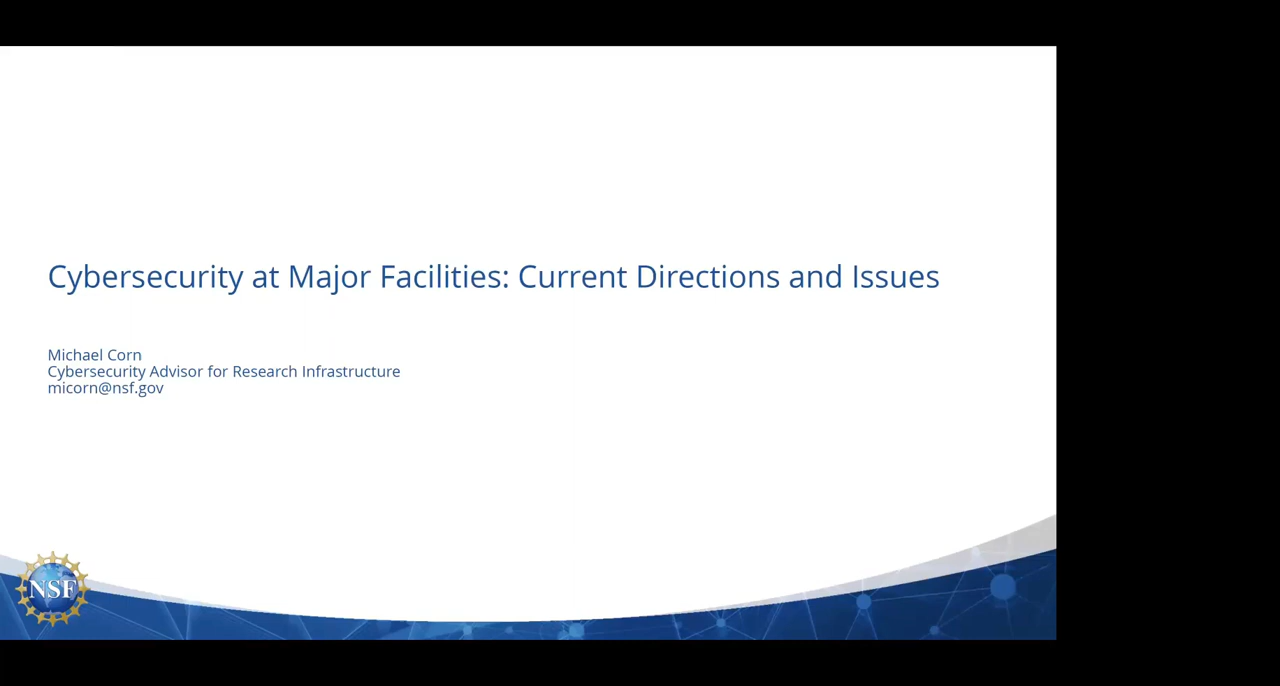 Cybersecurity at Major Facilities: Current Directions and Issues
Michael Corn
Cybersecurity Advisor for Research Infrastructure
micorn@nsf.gov
NSF